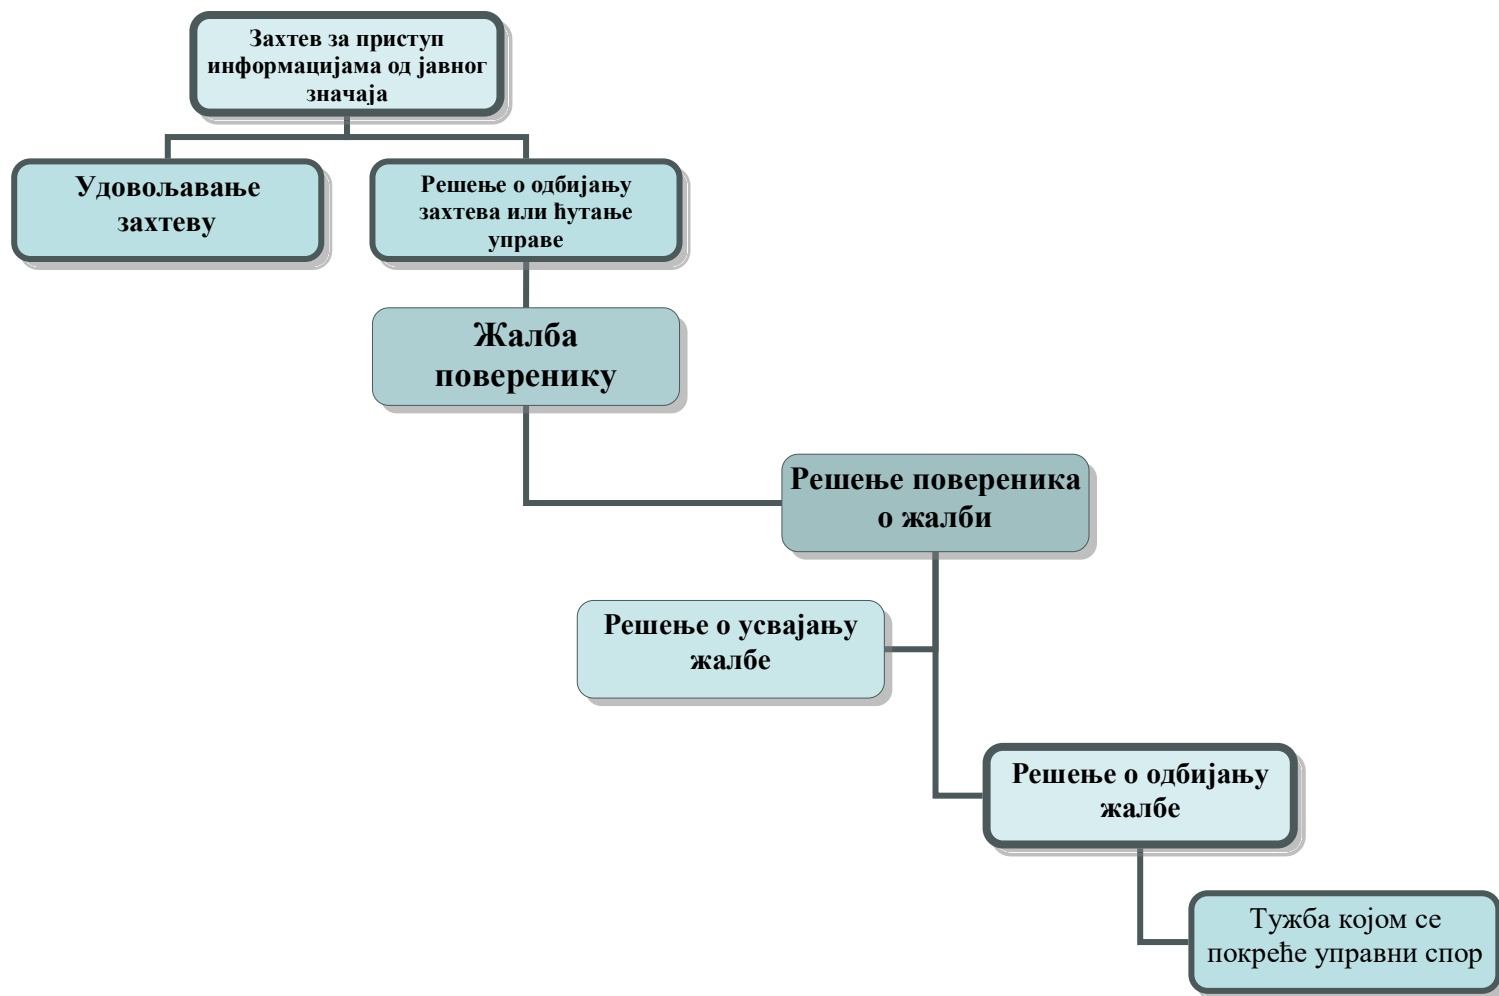 Захтев за приступ
информацијама од јавног
значаја
Удовољавање
захтеву
Решење о одбијању
захтева или ћутање
управе
Жалба
поверенику
Решење повереника
о жалби
Решење о усвајању
жалбе
Решење о одбијању
жалбе
Тужба којом се
покреће управни спор